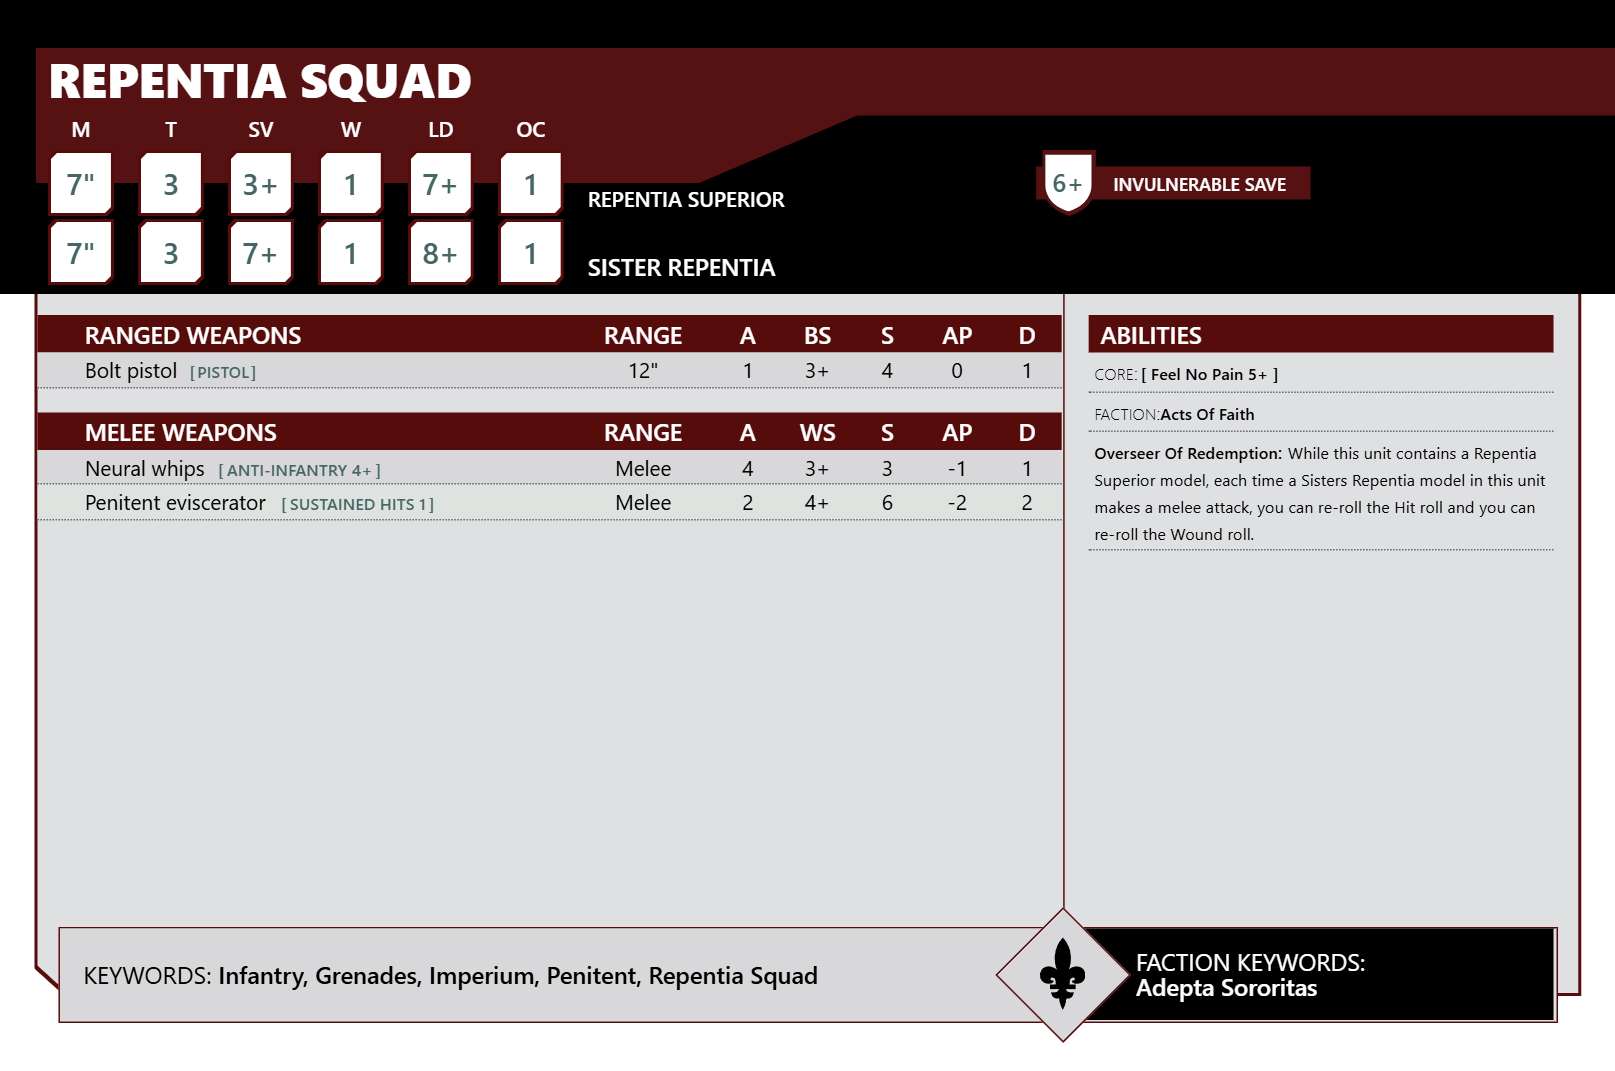 REPENTIA SQUAD
M T SV W LD OC
7" 3 3+ 1 7+ 1 REPENTIA SUPERIOR
6+ INVULNERABLE SAVE
7" 3 7+ 1 8+ 1 SISTER REPENTIA
RANGED WEAPONS RANGE A BS S AP D
Bolt pistol [PISTOL] 12" 1 3+ 4 0 1
MELEE WEAPONS RANGE A WS S AP D
Neural whips [ANTI-INFANTRY 4+] Melee 4 3+ 3 -1 1
Penitent eviscerator [SUSTAINED HITS 1] Melee 2 4+ 6 -2 2
ABILITIES
CORE: [ Feel No Pain 5+ ]
FACTION:Acts Of Faith
Overseer Of Redemption: While this unit contains a Repentia
Superior model, each time a Sisters Repentia model in this unit
makes a melee attack, you can re-roll the Hit roll and you can
re-roll the Wound roll.
KEYWORDS: Infantry, Grenades, Imperium, Penitent, Repentia Squad
FACTION KEYWORDS:
Adepta Sororitas